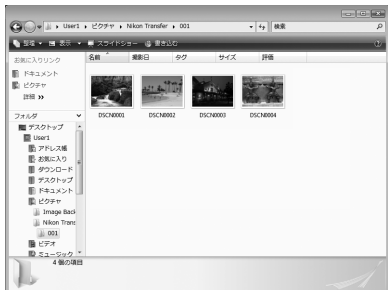 User1 ▸ ピクチャ ▸ Nikon Transfer ▸ 001
検索
整理 表示 スライドショー 書き込む
お気に入りリンク
ドキュメント
ピクチャ
詳細 >>
フォルダ
デスクトップ
User1
アドレス帳
お気に入り
ダウンロード
デスクトップ
ドキュメント
ピクチャ
Image Back
Nikon Trans
001
ビデオ
ミュージック
名前 撮影日 タグ サイズ 評価
DSCN0001 DSCN0002 DSCN0003 DSCN0004
4 個の項目